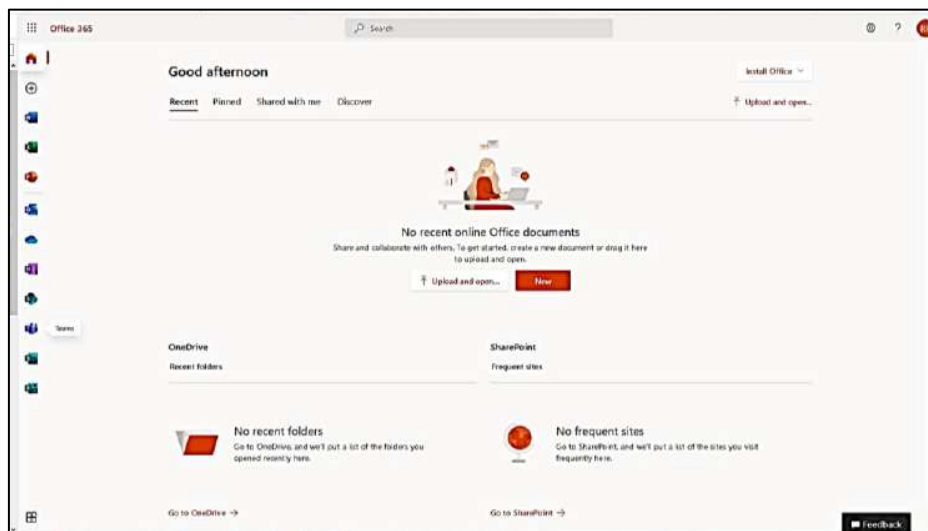 Office 365
Search
?
Good afternoon
Install Office
Recent Pinned Shared with me Discover
Upload and open...
No recent online Office documents
Share and collaborate with others. To get started, create a new document or drag it here
to upload and open.
Upload and open... New
Teams
OneDrive SharePoint
Recent folders Frequent sites
No recent folders
Go to OneDrive, and we'll put a list of the folders you
opened recently here.
No frequent sites
Go to SharePoint, and we'll put a list of the sites you visit
frequently here.
Go to OneDrive → Go to SharePoint →
Feedback